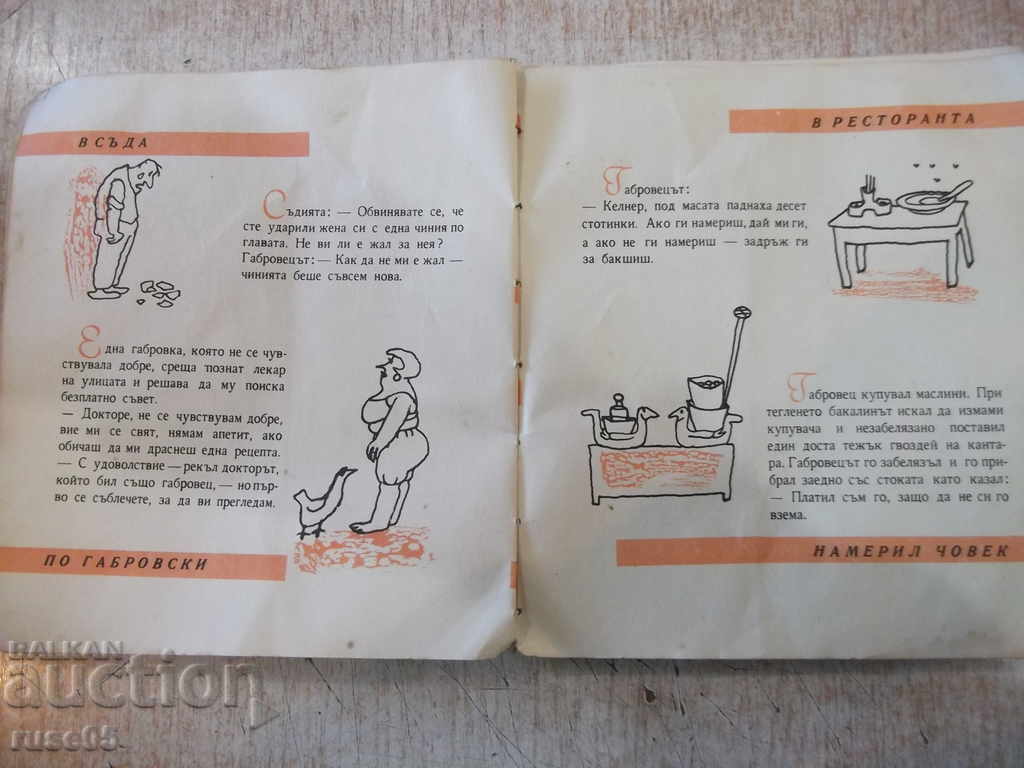 В СЪДА
Съдията: — Обвинявате се, че
сте ударили жена си с една чиния по
главата. Не ви ли е жал за нея?
Габровецът: — Как да не ми е жал —
чинията беше съвсем нова.
Една габровка, която не се чув-
ствувала добре, среща познат лекар
на улицата и решава да му поиска
безплатно съвет.
— Докторе, не се чувствувам добре,
вие ми се свят, нямам апетит, ако
обичаш да ми драснеш една рецепта.
— С удоволствие — рекъл докторът,
който бил също габровец, — но пър-
во се съблечете, за да ви прегледам.
ПО ГАБРОВСКИ
В РЕСТОРАНТА
Габровецът:
— Келнер, под масата паднаха десет
стотинки. Ако ги намериш, дай ми ги,
а ако не ги намериш — задръж ги
за бакшиш.
Габровец купувал маслини. При
тегленето бакалинът искал да измами
купувача и незабелязано поставил
един доста тежък гвоздей на канта-
ра. Габровецът го забелязъл и го при-
брал заедно със стоката като казал:
— Платил съм го, защо да не си го
взема.
НАМЕРИЛ ЧОВЕК
BALKAN
auction
ruse05